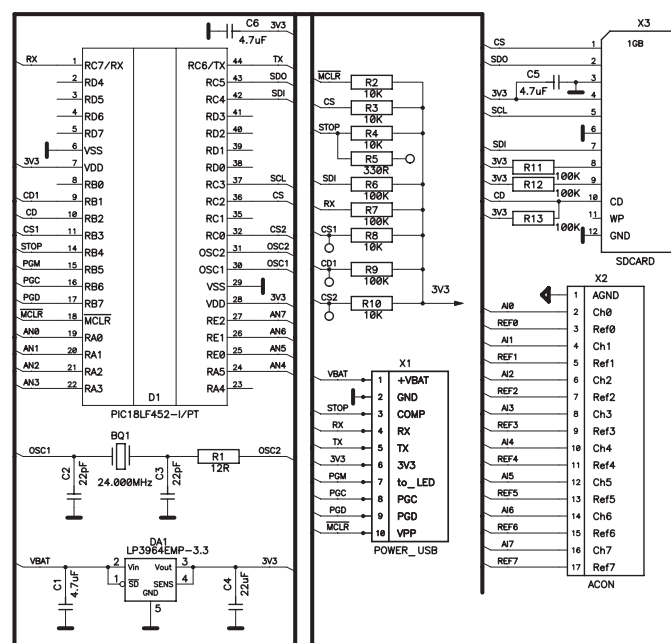 C6
4.7uF
3V3
RX 1 RC7/RX RC6/TX 44 TX
2 RD4 RC5 43 SDO
3 RD5 RC4 42 SDI
4 RD6 RD3 41
5 RD7 RD2 40
6 VSS RD1 39
3V3 7 VDD RD0 38
8 RB0 RC3 37 SCL
CD1 9 RB1 RC2 36 CS
CD 10 RB2 RC1 35
CS1 11 RB3 RC0 32 CS2
STOP 14 RB4 OSC2 31 OSC2
PGM 15 RB5 OSC1 30 OSC1
PGC 16 RB6 VSS 29
PGD 17 RB7 VDD 28 3V3
MCLR 18 MCLR RE2 27 AN7
AN0 19 RA0 RE1 26 AN6
AN1 20 RA1 RE0 25 AN5
AN2 21 RA2 RA5 24 AN4
AN3 22 RA3 RA4 23
D1
PIC18LF452-I/PT
OSC1
BQ1
24.000MHz
R1
12R
OSC2
C2
22pF
C3
22pF
DA1
LP3964EMP-3.3
VBAT 2 Vin Vout 3 3V3
1 SD SENS 4
GND
5
C1
4.7uF
C4
22uF
MCLR R2
10K
CS R3
10K
STOP R4
10K
R5
330R
SDI R6
100K
RX R7
100K
CS1 R8
10K
CD1 R9
100K
CS2 R10
10K
3V3
X1
VBAT 1 +VBAT
2 GND
STOP 3 COMP
RX 4 RX
TX 5 TX
3V3 6 3V3
PGM 7 to_LED
PGC 8 PGC
PGD 9 PGD
MCLR 10 VPP
POWER_USB
X3
1GB
CS 1
SDO 2
C5
4.7uF
3
3V3 4
SCL 5
6
SDI 7
3V3 R11 8
100K
3V3 R12 9
100K
CD 10 CD
3V3 R13 11 WP
100K
12 GND
SDCARD
X2
1 AGND
AI0 2 Ch0
REF0 3 Ref0
AI1 4 Ch1
REF1 5 Ref1
AI2 6 Ch2
REF2 7 Ref2
AI3 8 Ch3
REF3 9 Ref3
AI4 10 Ch4
REF4 11 Ref4
AI5 12 Ch5
REF5 13 Ref5
AI6 14 Ch6
REF6 15 Ref6
AI7 16 Ch7
REF7 17 Ref7
ACON